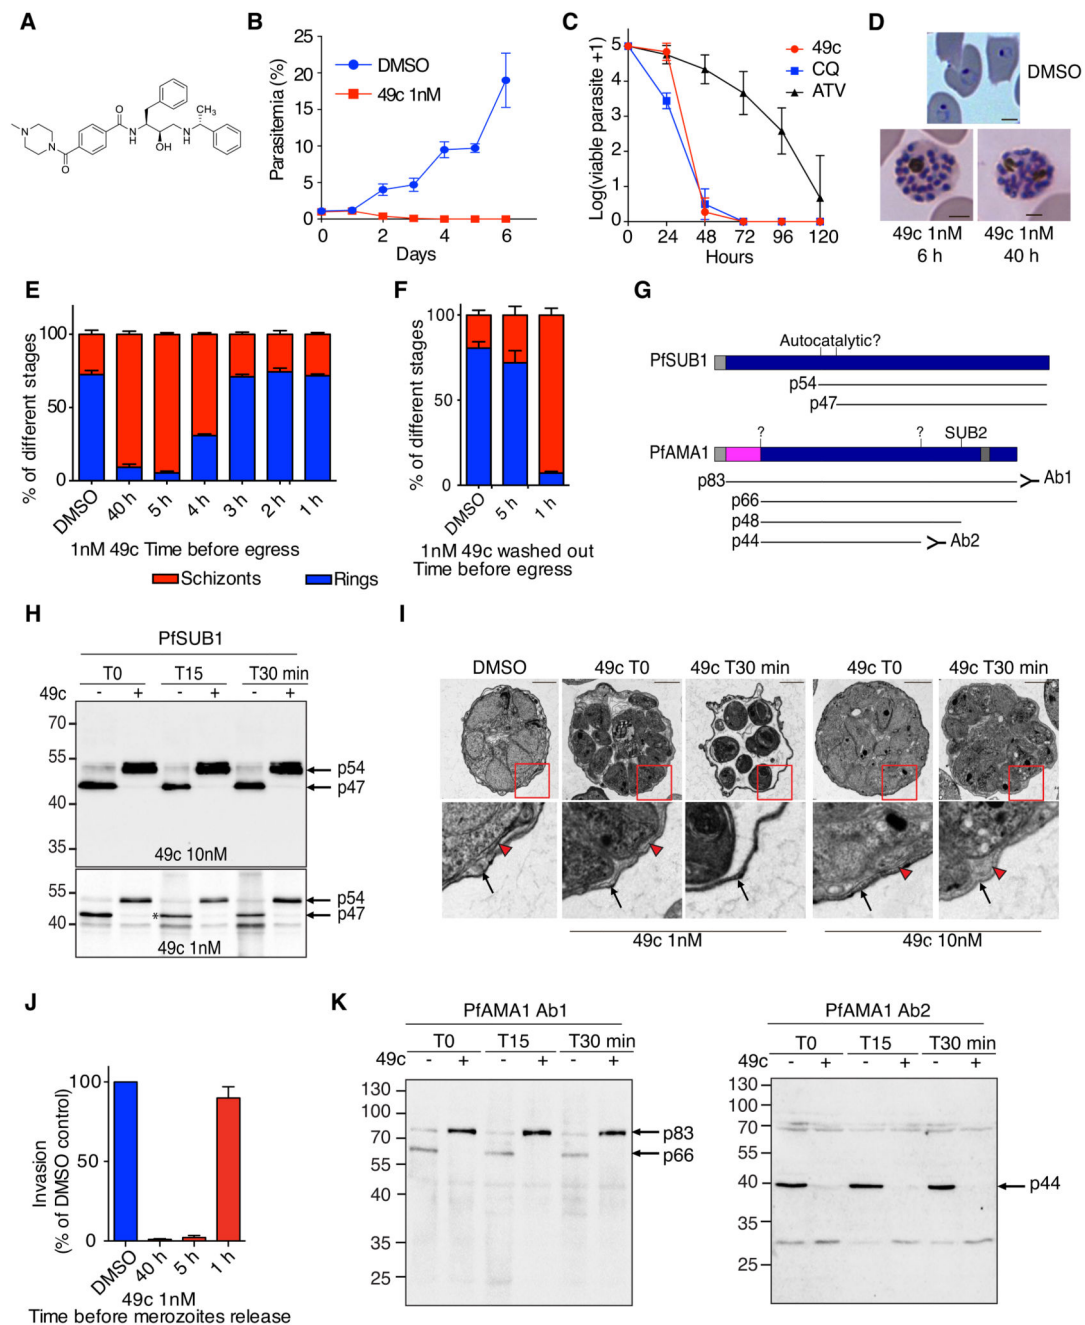 A
N
N
O
O
N
H
OH
N
H
CH3
B
Parasitemia (%)
25
20
15
10
5
0
DMSO
49c 1nM
0
2
4
6
Days
C
Log(viable parasite +1)
5
4
3
2
1
0
49c
CQ
ATV
0
24
48
72
96
120
Hours
D
DMSO
49c 1nM
6 h
49c 1nM
40 h
E
% of different stages
100
50
0
DMSO
40 h
5 h
4 h
3 h
2 h
1 h
1nM 49c Time before egress
Schizonts
Rings
F
% of different stages
100
50
0
DMSO
5 h
1 h
1nM 49c washed out
Time before egress
G
Autocatalytic?
PfSUB1
p54
p47
?
?
SUB2
PfAMA1
p83
Ab1
p66
p48
p44
Ab2
H
PfSUB1
T0
T15
T30 min
49c
- + - + - +
70
55
40
35
p54
p47
49c 10nM
55
40
p54
p47
*
49c 1nM
I
DMSO
49c T0
49c T30 min
49c T0
49c T30 min
49c 1nM
49c 10nM
J
Invasion
(% of DMSO control)
100
50
0
DMSO
40 h
5 h
1 h
49c 1nM
Time before merozoites release
K
PfAMA1 Ab1
T0
T15
T30 min
49c
- + - + - +
130
100
70
55
40
35
25
p83
p66
PfAMA1 Ab2
T0
T15
T30 min
49c
- + - + - +
130
100
70
55
40
35
25
p44